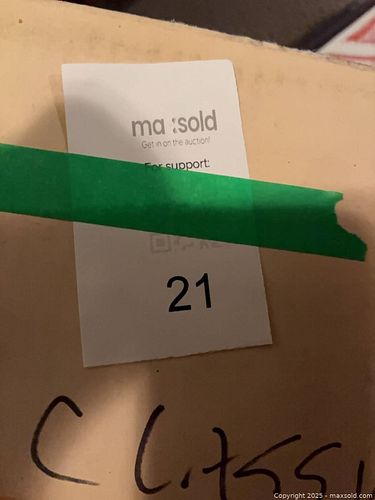 ma :sold
Get in on the auction!
For support:
21
Copyright 2025 - maxsold.com